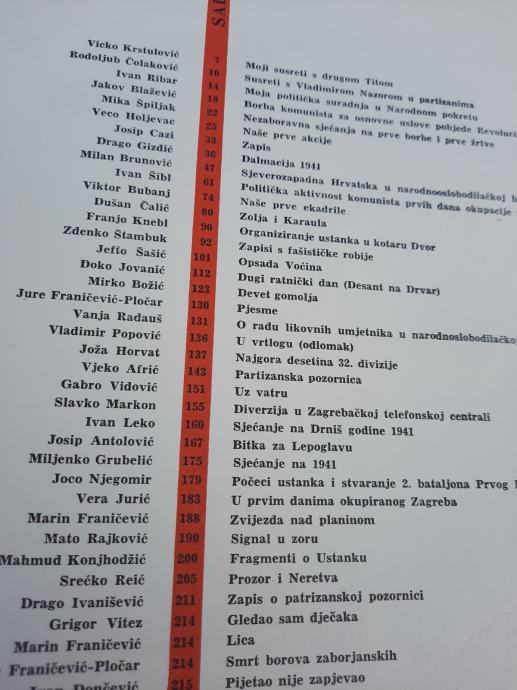 SAD
Vicko Krstulović 7 Moji susreti s drugom Titom
Rodoljub Čolaković 10 Susreti s Vladimirom Nazorom u partizanima
Ivan Ribar 14 Moja politička suradnja u Narodnom pokretu
Jakov Blažević 18 Borba komunista za osnovne uslove pobjede Revoluci
Mika Špiljak 22 Nezaboravna sjećanja na prve borbe i prve žrtve
Veco Holjevac 25 Naše prve akcije
Josip Cazi 33 Zapis
Drago Gizdić 36 Dalmacija 1941
Milan Brunović 47 Sjeverozapadna Hrvatska u narodnooslobodilačkoj b
Ivan Šibl 61 Politička aktivnost komunista prvih dana okupacije
Viktor Bubanj 74 Naše prve ekadrile
Dušan Čalić 80 Zolja i Karaula
Franjo Knebl 90 Organiziranje ustanka u kotaru Dvor
Zdenko Štambuk 92 Zapisi s fašističke robije
Jefto Šašić 101 Opsada Voćina
Đoko Jovanić 112 Dugi ratnički dan (Desant na Drvar)
Mirko Božić 123 Devet gomolja
Jure Franičević-Pločar 130 Pjesme
Vanja Radauš 131 O radu likovnih umjetnika u narodnoslobodilačko
Vladimir Popović 136 U vrtlogu (odlomak)
Joža Horvat 137 Najgora desetina 32. divizije
Vjeko Afrić 143 Partizanska pozornica
Gabro Vidović 151 Uz vatru
Slavko Markon 155 Diverzija u Zagrebačkoj telefonskoj centrali
Ivan Leko 160 Sjećanje na Drniš godine 1941
Josip Antolović 167 Bitka za Lepoglavu
Miljenko Grubelić 175 Sjećanje na 1941
Joco Njegomir 179 Počeci ustanka i stvaranje 2. bataljona Prvog
Vera Jurić 183 U prvim danima okupiranog Zagreba
Marin Franičević 188 Zvijezda nad planinom
Mato Rajković 190 Signal u zoru
Mahmud Konjhodžić 200 Fragmenti o Ustanku
Srećko Reić 205 Prozor i Neretva
Drago Ivanišević 211 Zapis o patrizanskoj pozornici
Grigor Vitez 214 Gledao sam dječaka
Marin Franičević 214 Lica
Franičević-Pločar 214 Smrt borova zaborjanskih
Ivan Dončević 215 Pijetao nije zapjevao